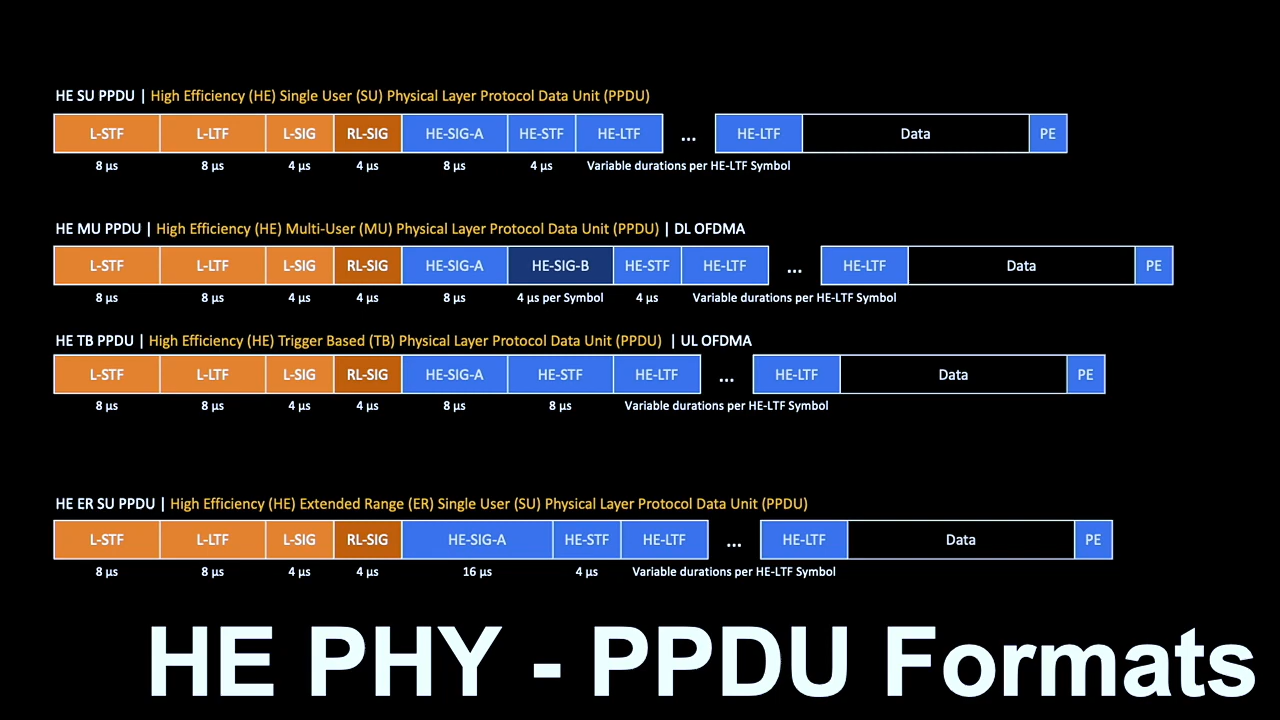 HE SU PPDU | High Efficiency (HE) Single User (SU) Physical Layer Protocol Data Unit (PPDU)
L-STF L-LTF L-SIG RL-SIG HE-SIG-A HE-STF HE-LTF ... HE-LTF Data PE
8 µs 8 µs 4 µs 4 µs 8 µs 4 µs Variable durations per HE-LTF Symbol
HE MU PPDU | High Efficiency (HE) Multi-User (MU) Physical Layer Protocol Data Unit (PPDU) | DL OFDMA
L-STF L-LTF L-SIG RL-SIG HE-SIG-A HE-SIG-B HE-STF HE-LTF ... HE-LTF Data PE
8 µs 8 µs 4 µs 4 µs 8 µs 4 µs per Symbol 4 µs Variable durations per HE-LTF Symbol
HE TB PPDU | High Efficiency (HE) Trigger Based (TB) Physical Layer Protocol Data Unit (PPDU) | UL OFDMA
L-STF L-LTF L-SIG RL-SIG HE-SIG-A HE-STF HE-LTF ... HE-LTF Data PE
8 µs 8 µs 4 µs 4 µs 8 µs 8 µs Variable durations per HE-LTF Symbol
HE ER SU PPDU | High Efficiency (HE) Extended Range (ER) Single User (SU) Physical Layer Protocol Data Unit (PPDU)
L-STF L-LTF L-SIG RL-SIG HE-SIG-A HE-STF HE-LTF ... HE-LTF Data PE
8 µs 8 µs 4 µs 4 µs 16 µs 4 µs Variable durations per HE-LTF Symbol
HE PHY - PPDU Formats